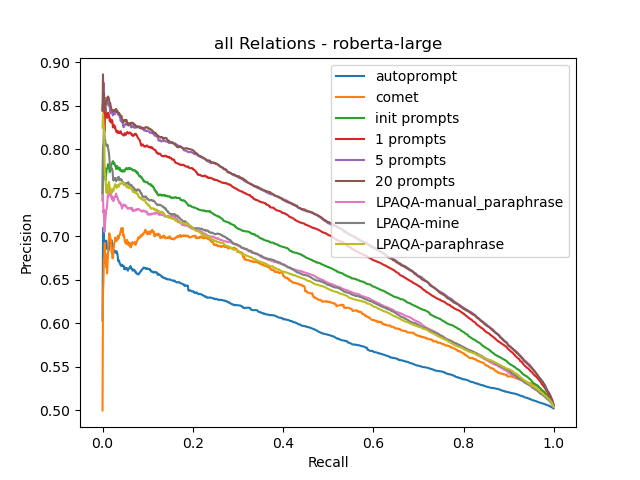 all Relations - roberta-large
0.90
0.85
0.80
0.75
0.70
0.65
0.60
0.55
0.50
Precision
autoprompt
comet
init prompts
1 prompts
5 prompts
20 prompts
LPAQA-manual_paraphrase
LPAQA-mine
LPAQA-paraphrase
0.0 0.2 0.4 0.6 0.8 1.0
Recall